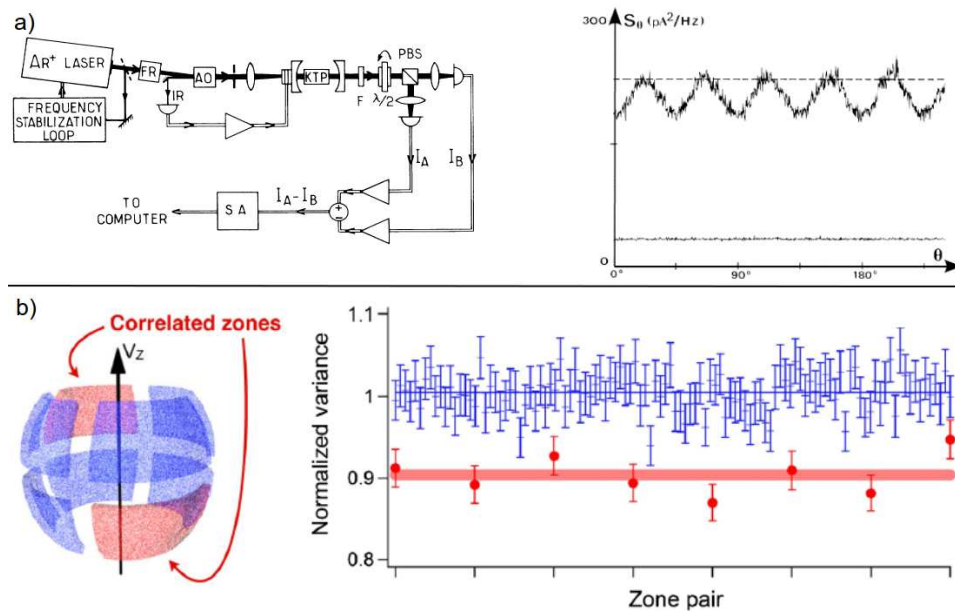 a)
ΔR+ LASER
FR
AO
IR
KTP
F
λ/2
PBS
FREQUENCY
STABILIZATION
LOOP
IA
IB
IA-IB
+
−
SA
TO
COMPUTER
300
Sθ (pA2/Hz)
0
0°
90°
180°
θ
b)
Correlated zones
VZ
Normalized variance
1.1
1
0.9
0.8
Zone pair